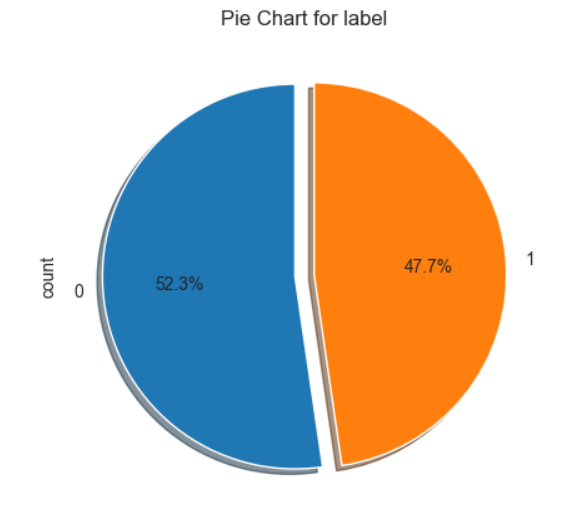 Pie Chart for label
count
0
52.3%
47.7%
1